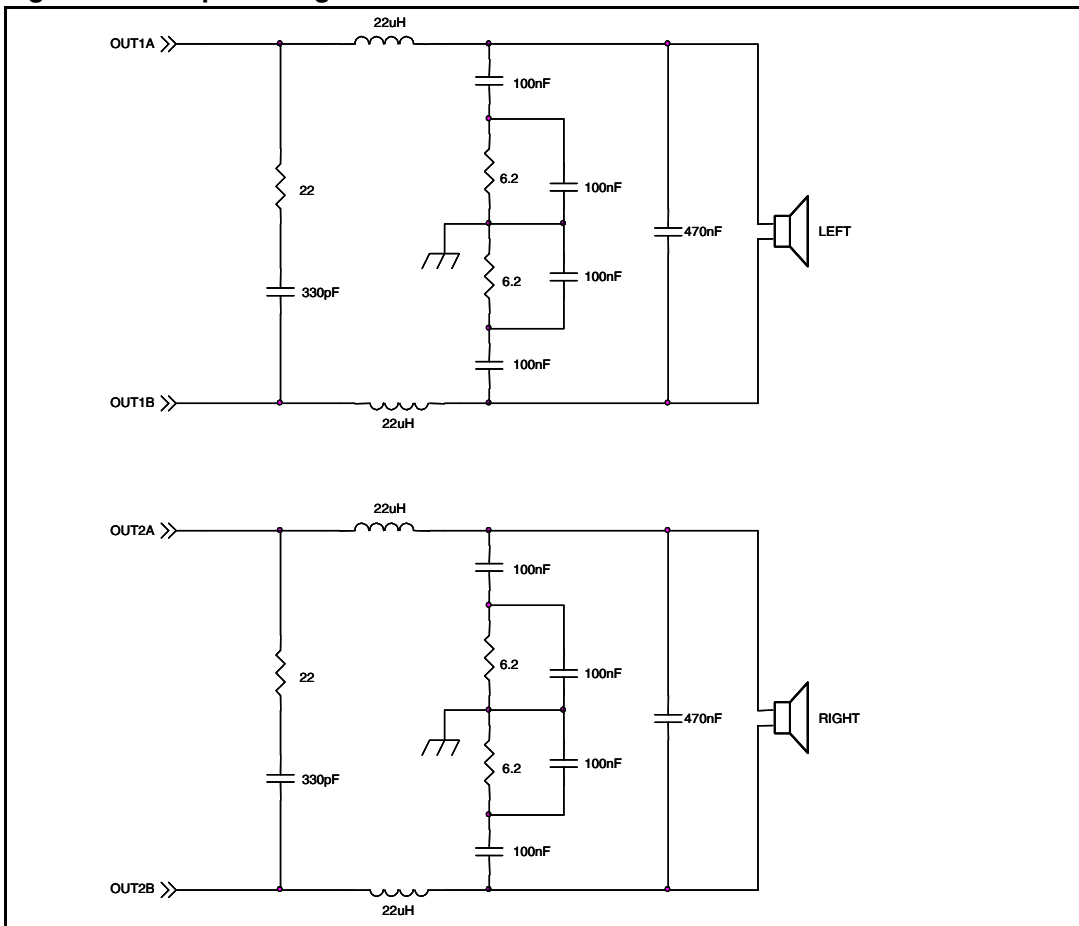 22uH
OUT1A
100nF
6.2
100nF
22
470nF
LEFT
6.2
100nF
330pF
100nF
OUT1B
22uH
22uH
OUT2A
100nF
6.2
100nF
22
470nF
RIGHT
6.2
100nF
330pF
100nF
OUT2B
22uH